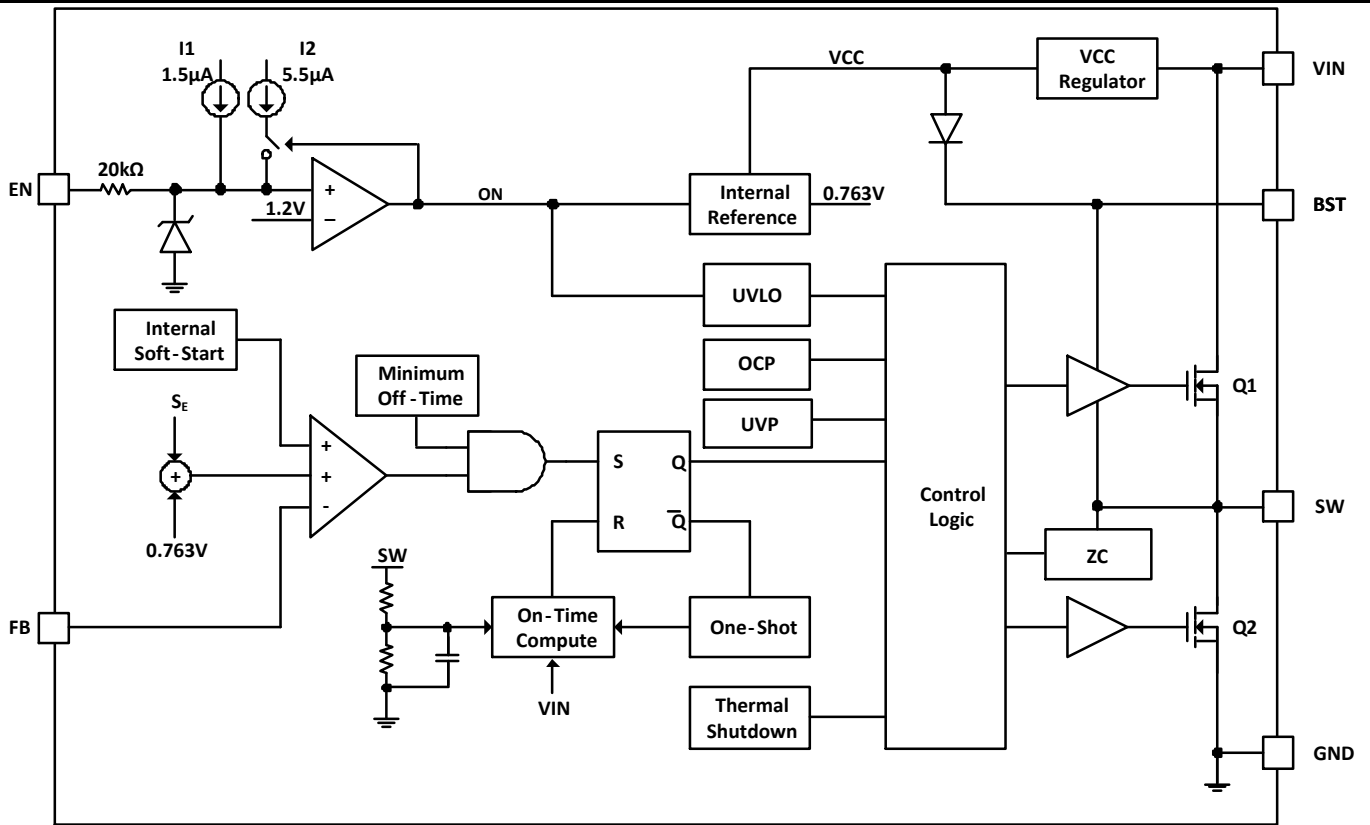 I1
1.5µA
I2
5.5µA
VCC
VCC
Regulator
VIN
EN
20kΩ
+
1.2V
−
ON
Internal
Reference
0.763V
BST
UVLO
Internal
Soft-Start
OCP
Minimum
Off-Time
UVP
Q1
SE
+
+
+
-
0.763V
S
Q
R
Q̅
Control
Logic
SW
ZC
SW
FB
On-Time
Compute
One-Shot
Q2
VIN
Thermal
Shutdown
GND